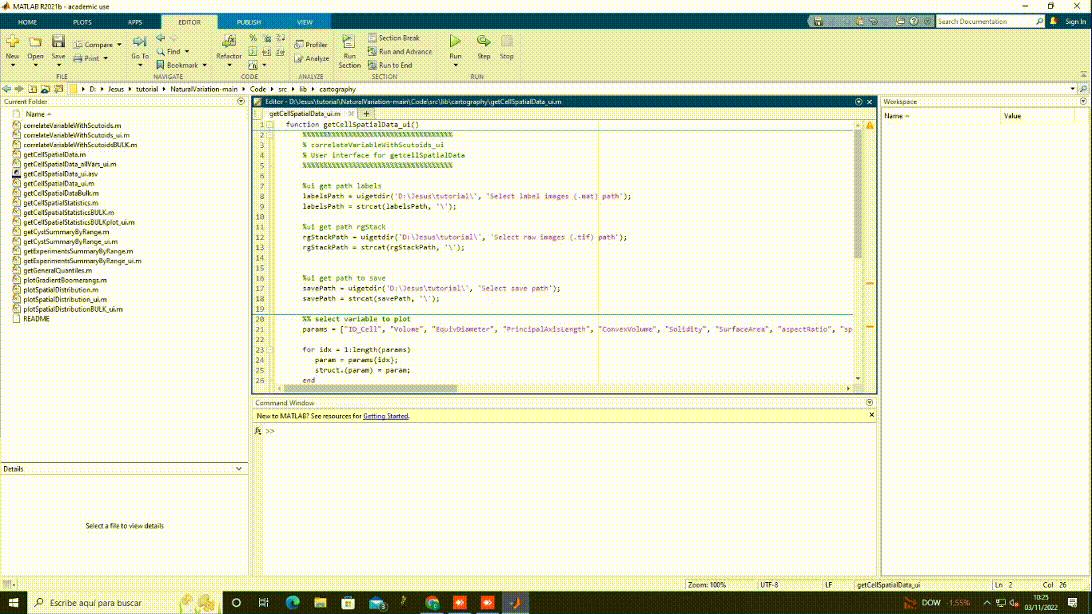 MATLAB R2021b - academic use
HOME PLOTS APPS EDITOR PUBLISH VIEW
Search Documentation Sign In
New Open Save Compare Print
Go To Find Bookmark
Refactor
Profiler
Analyze
Run Section
Section Break
Run and Advance
Run to End
Run Step Stop
FILE NAVIGATE CODE ANALYZE SECTION RUN
D: Jesus tutorial NaturalVariation-main Code src lib cartography
Current Folder
Name
correlateVariableWithScutoids.m
correlateVariableWithScutoids_ui.m
correlateVariableWithScutoidsBULK.m
getCellSpatialData.m
getCellSpatialData_allVars_ui.m
getCellSpatialData_ui.asv
getCellSpatialData_ui.m
getCellSpatialDataBulk.m
getCellSpatialStatistics.m
getCellSpatialStatisticsBULK.m
getCellSpatialStatisticsBULKplot_ui.m
getCystSummaryByRange.m
getCystSummaryByRange_ui.m
getExperimentsSummaryByRange.m
getExperimentsSummaryByRange_ui.m
getGeneralQuantiles.m
plotGradientBoomerangs.m
plotSpatialDistribution.m
plotSpatialDistribution_ui.m
plotSpatialDistributionBULK_ui.m
README
Details
Select a file to view details
Editor - D:\Jesus\tutorial\NaturalVariation-main\Code\src\lib\cartography\getCellSpatialData_ui.m
getCellSpatialData_ui.m
1 function getCellSpatialData_ui()
2 %%%%%%%%%%%%%%%%%%%%%%%%%%%%%%%%%%%%
3 % correlateVariableWithScutoids_ui
4 % User interface for getcellSpatialData
5 %%%%%%%%%%%%%%%%%%%%%%%%%%%%%%%%%%%%
6
7 %ui get path labels
8 labelsPath = uigetdir('D:\Jesus\tutorial\', 'Select label images (.mat) path');
9 labelsPath = strcat(labelsPath, '\');
10
11 %ui get path rgStack
12 rgStackPath = uigetdir('D:\Jesus\tutorial\', 'Select raw images (.tif) path');
13 rgStackPath = strcat(rgStackPath, '\');
14
15
16 %ui get path to save
17 savePath = uigetdir('D:\Jesus\tutorial\', 'Select save path');
18 savePath = strcat(savePath, '\');
19
20 %% select variable to plot
21 params = ["ID_Cell", "Volume", "EquivDiameter", "PrincipalAxisLength", "ConvexVolume", "Solidity", "SurfaceArea", "aspectRatio", "sp
22
23 for idx = 1:length(params)
24 param = params{idx};
25 struct.(param) = param;
26 end
Command Window
New to MATLAB? See resources for Getting Started.
fx >>
Workspace
Name Value
Zoom: 100% UTF-8 LF getCellSpatialData_ui Ln 2 Col 26
Escribe aquí para buscar
DOW -1,55%
10:25
03/11/2022